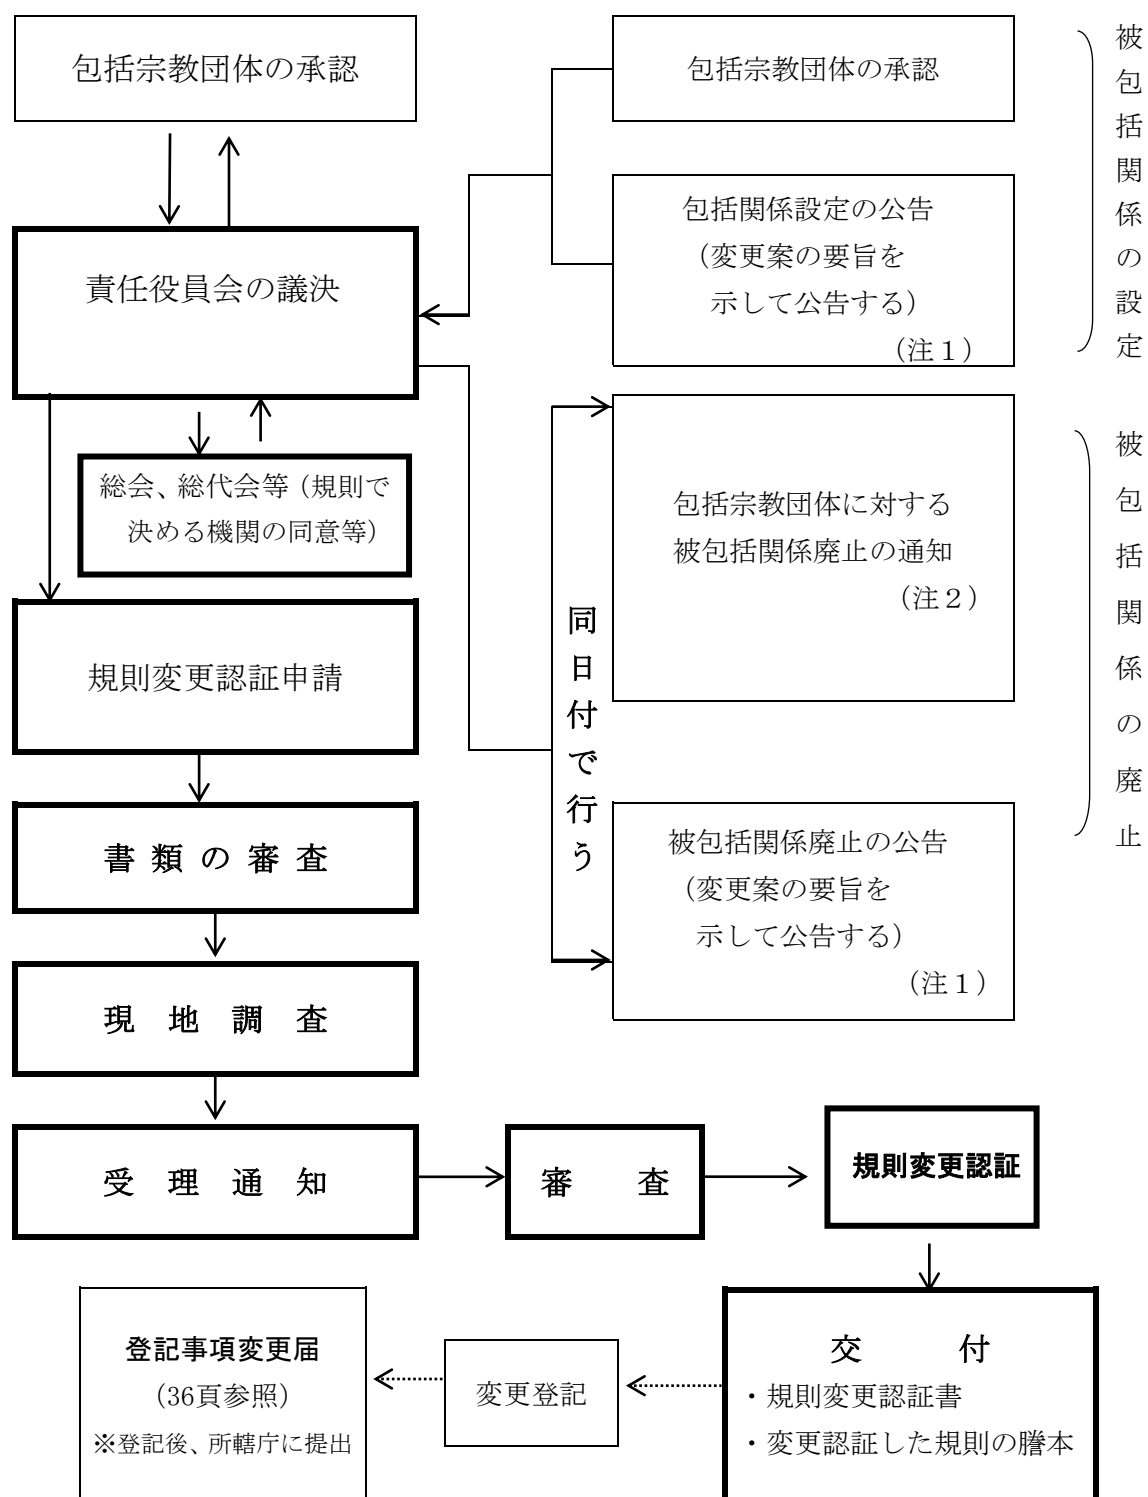 包括宗教団体の承認
包括宗教団体の承認
包括関係設定の公告
（変更案の要旨を
示して公告する）
（注１）
被包括関係の設定
責任役員会の議決
総会、総代会等（規則で
決める機関の同意等）
包括宗教団体に対する
被包括関係廃止の通知
（注２）
同日付で行う
被包括関係の廃止
規則変更認証申請
被包括関係廃止の公告
（変更案の要旨を
示して公告する）
（注１）
書類の審査
現地調査
受理通知
審査
規則変更認証
交付
・規則変更認証書
・変更認証した規則の謄本
変更登記
登記事項変更届
（36頁参照）
※登記後、所轄庁に提出